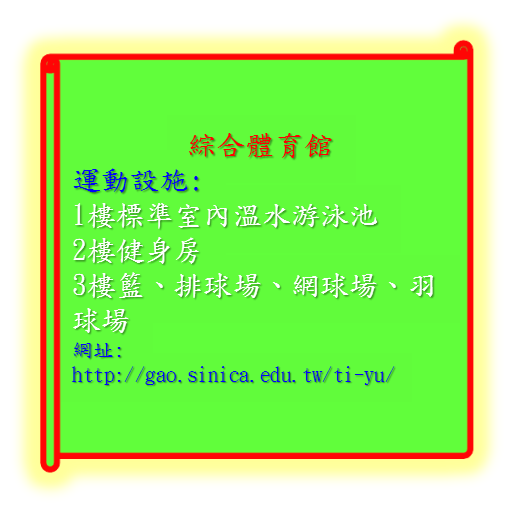 綜合體育館
運動設施:
1樓標準室內溫水游泳池
2樓健身房
3樓籃、排球場、網球場、羽
球場
網址:
http://gao.sinica.edu.tw/ti-yu/